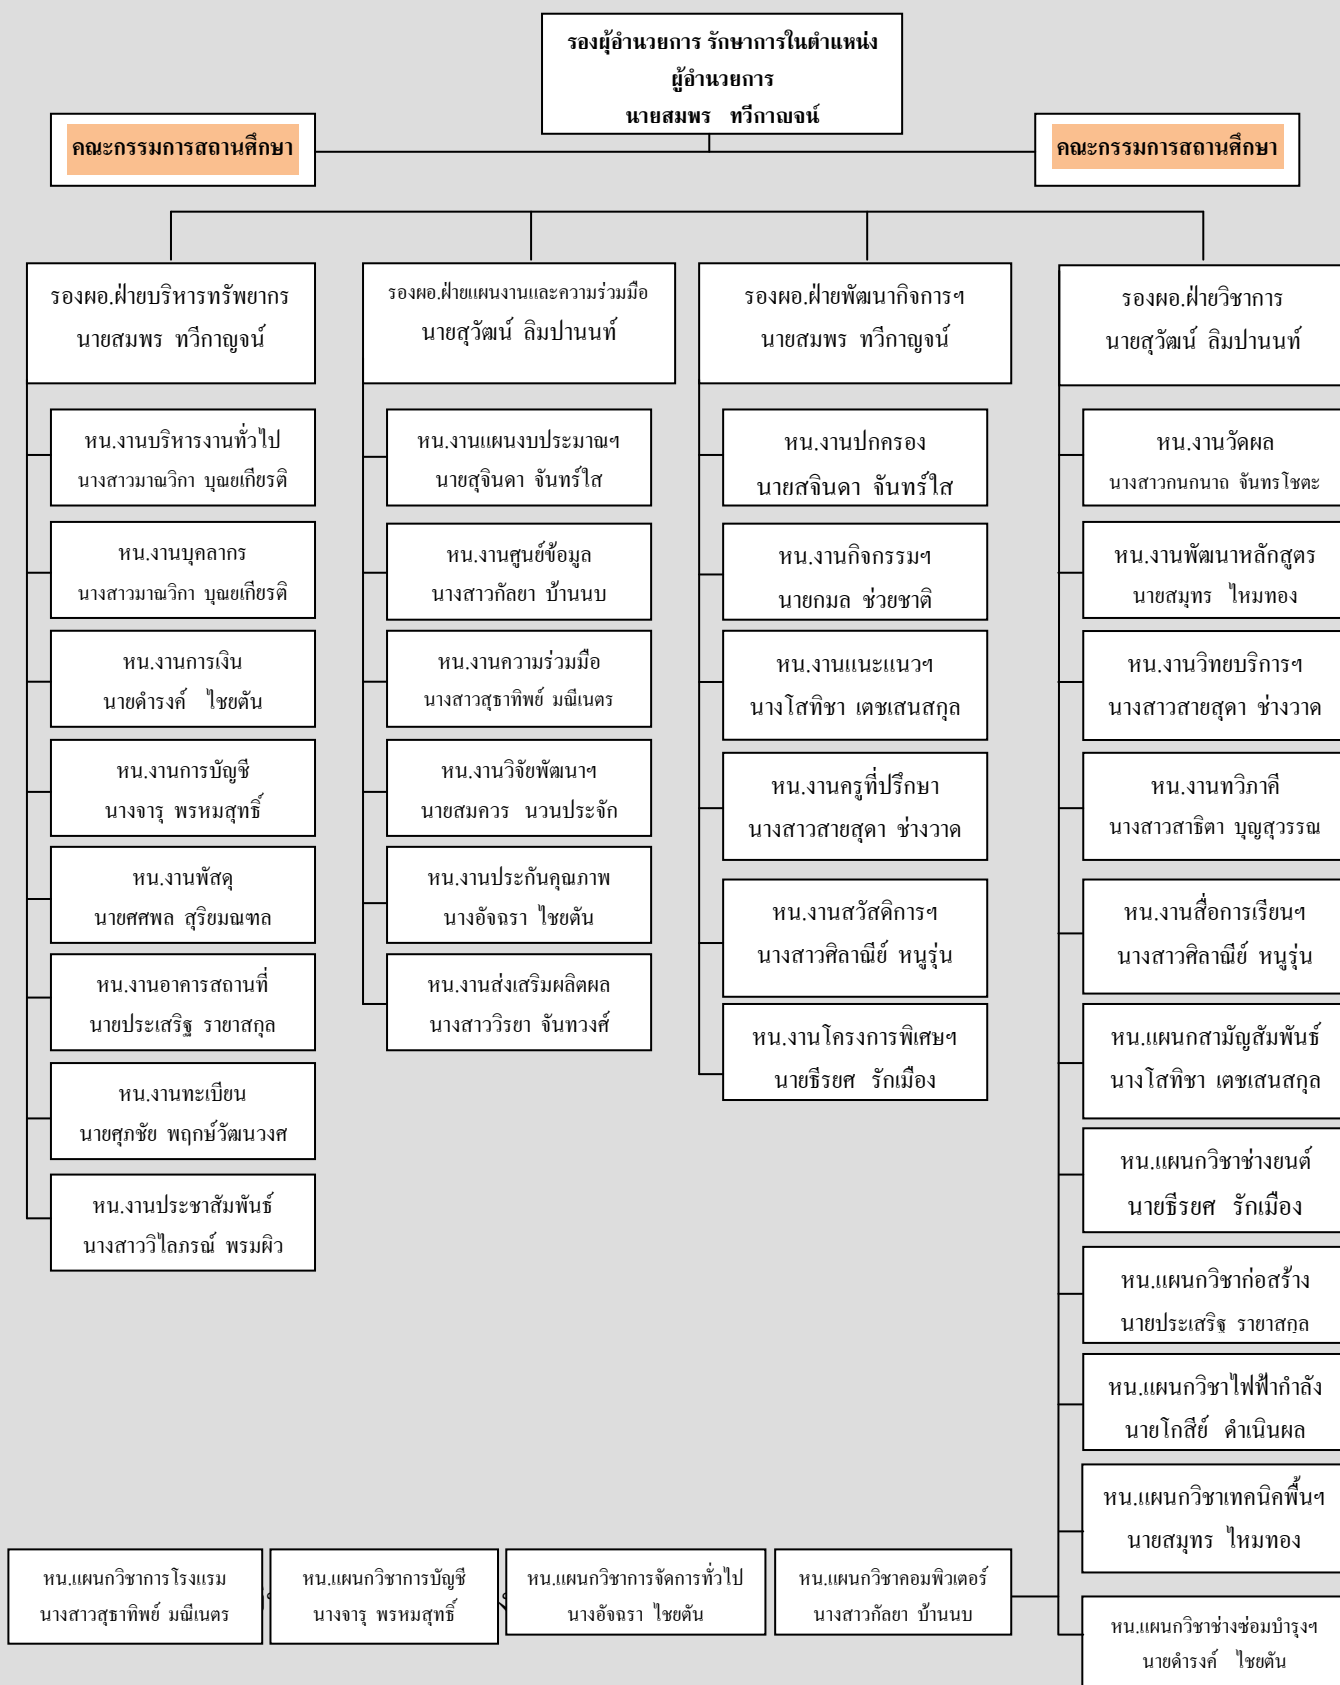 รองผู้อำนวยการ รักษาการในตำแหน่ง
ผู้อำนวยการ
นายสมพร ทวีกาญจน์
คณะกรรมการสถานศึกษา
คณะกรรมการสถานศึกษา
รองผอ.ฝ่ายบริหารทรัพยากร
นายสมพร ทวีกาญจน์
หน.งานบริหารงานทั่วไป
นางสาวมาณวิกา บุณยเกียรติ
หน.งานบุคลากร
นางสาวมาณวิกา บุณยเกียรติ
หน.งานการเงิน
นายดำรงค์ ไชยตัน
หน.งานการบัญชี
นางจารุ พรหมสุทธิ์
หน.งานพัสดุ
นายศศพล สุริยมณฑล
หน.งานอาคารสถานที่
นายประเสริฐ รายาสกุล
หน.งานทะเบียน
นายศุภชัย พฤกษ์วัฒนวงศ
หน.งานประชาสัมพันธ์
นางสาววิไลภรณ์ พรมผิว
รองผอ.ฝ่ายแผนงานและความร่วมมือ
นายสุวัฒน์ ลิมปานนท์
หน.งานแผนงบประมาณฯ
นายสุจินดา จันทร์ใส
หน.งานศูนย์ข้อมูล
นางสาวกัลยา บ้านนบ
หน.งานความร่วมมือ
นางสาวสุธาทิพย์ มณีเนตร
หน.งานวิจัยพัฒนาฯ
นายสมควร นวนประจัก
หน.งานประกันคุณภาพ
นางอัจฉรา ไชยตัน
หน.งานส่งเสริมผลิตผล
นางสาววิรยา จันทวงศ์
รองผอ.ฝ่ายพัฒนากิจการฯ
นายสมพร ทวีกาญจน์
หน.งานปกครอง
นายสจินดา จันทร์ใส
หน.งานกิจกรรมฯ
นายกมล ช่วยชาติ
หน.งานแนะแนวฯ
นางโสทิชา เตชเสนสกุล
หน.งานครูที่ปรึกษา
นางสาวสายสุดา ช่างวาด
หน.งานสวัสดิการฯ
นางสาวศิลาณีย์ หนูรุ่น
หน.งานโครงการพิเศษฯ
นายธีรยศ รักเมือง
รองผอ.ฝ่ายวิชาการ
นายสุวัฒน์ ลิมปานนท์
หน.งานวัดผล
นางสาวกนกนาถ จันทรโชตะ
หน.งานพัฒนาหลักสูตร
นายสมุทร ไหมทอง
หน.งานวิทยบริการฯ
นางสาวสายสุดา ช่างวาด
หน.งานทวิภาคี
นางสาวสาธิตา บุญสุวรรณ
หน.งานสื่อการเรียนฯ
นางสาวศิลาณีย์ หนูรุ่น
หน.แผนกสามัญสัมพันธ์
นางโสทิชา เตชเสนสกุล
หน.แผนกวิชาช่างยนต์
นายธีรยศ รักเมือง
หน.แผนกวิชาก่อสร้าง
นายประเสริฐ รายาสกุล
หน.แผนกวิชาไฟฟ้ากำลัง
นายโกสีย์ ดำเนินผล
หน.แผนกวิชาเทคนิคพื้นฯ
นายสมุทร ไหมทอง
หน.แผนกวิชาการโรงแรม
นางสาวสุธาทิพย์ มณีเนตร
หน.แผนกวิชาการบัญชี
นางจารุ พรหมสุทธิ์
หน.แผนกวิชาการจัดการทั่วไป
นางอัจฉรา ไชยตัน
หน.แผนกวิชาคอมพิวเตอร์
นางสาวกัลยา บ้านนบ
หน.แผนกวิชาช่างซ่อมบำรุงฯ
นายดำรงค์ ไชยตัน